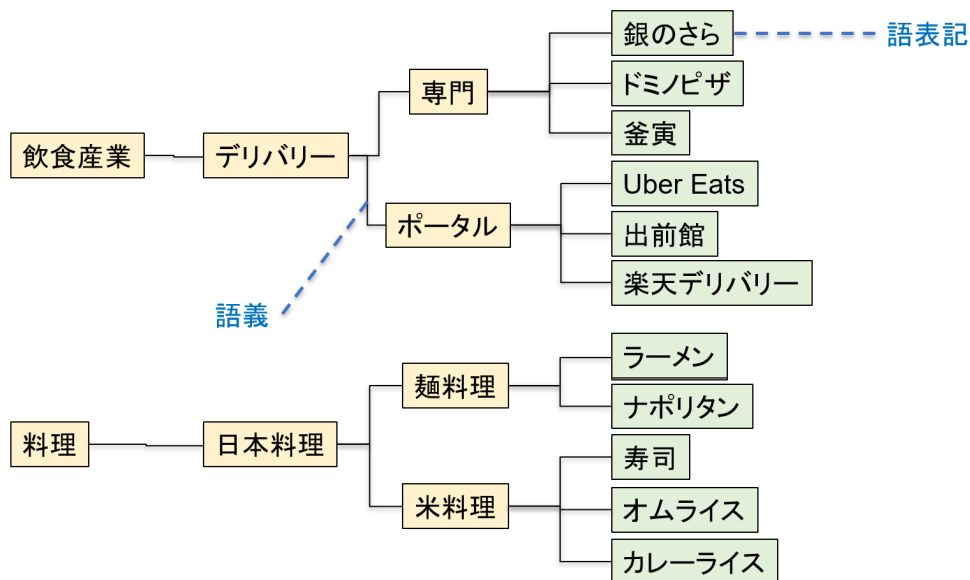 銀のさら
語表記
専門
ドミノピザ
飲食産業
デリバリー
釜寅
Uber Eats
ポータル
出前館
楽天デリバリー
語義
ラーメン
麺料理
ナポリタン
料理
日本料理
寿司
米料理
オムライス
カレーライス